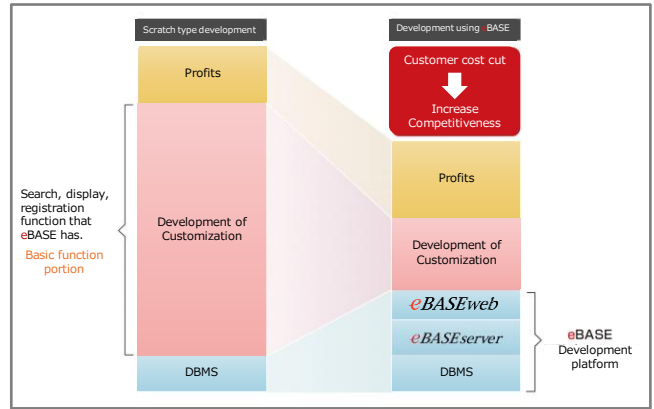 Scratch type development
Development using eBASE
Profits
Customer cost cut
Increase
Competitiveness
Search, display,
registration
function that
eBASE has.
Basic function
portion
Development of
Customization
Profits
Development of
Customization
eBASEweb
eBASEserver
DBMS
DBMS
eBASE
Development
platform